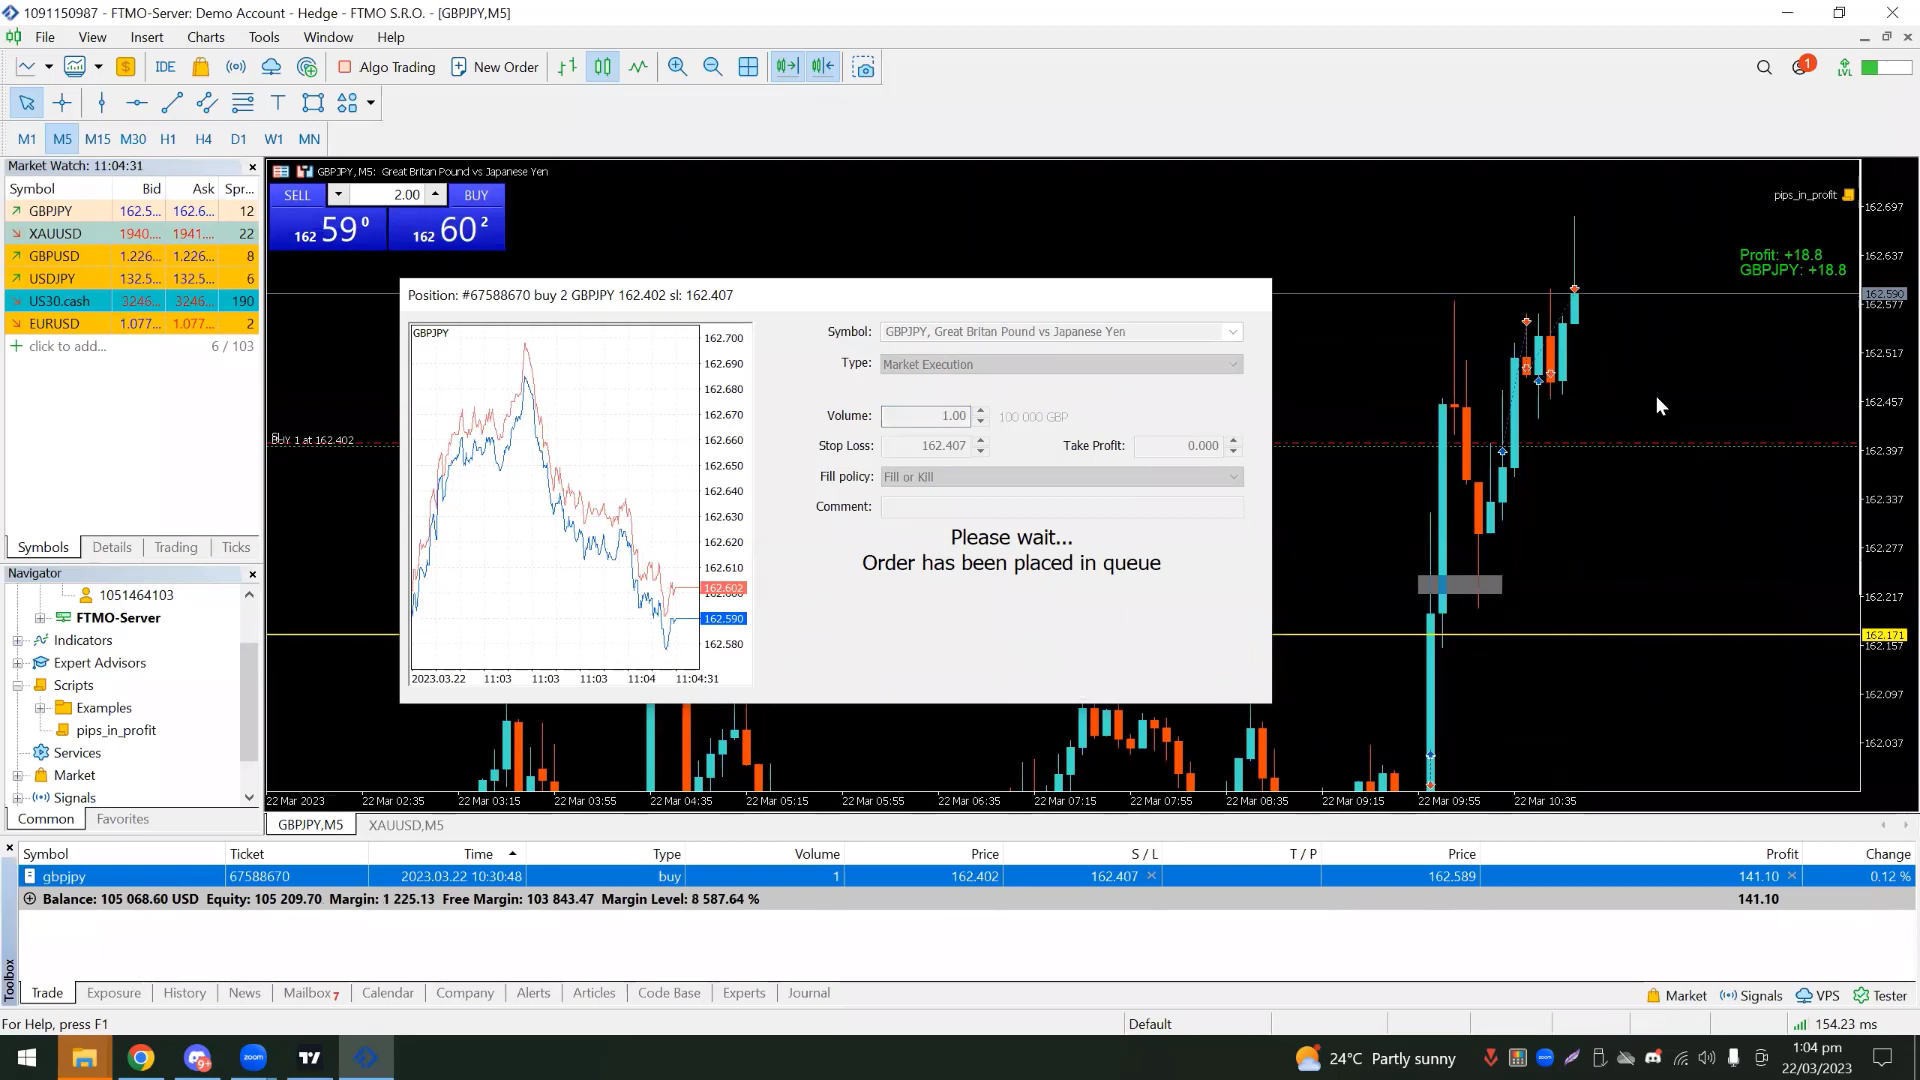 1091150987 - FTMO-Server: Demo Account - Hedge - FTMO S.R.O. - [GBPJPY,M5]
File View Insert Charts Tools Window Help
IDE Algo Trading New Order 1 LVL
M1 M5 M15 M30 H1 H4 D1 W1 MN
Market Watch: 11:04:31
Symbol Bid Ask Spr...
GBPJPY 162.5... 162.6... 12
XAUUSD 1940.... 1941.... 22
GBPUSD 1.226... 1.226... 8
USDJPY 132.5... 132.5... 6
US30.cash 3246... 3246... 190
EURUSD 1.077... 1.077... 2
click to add... 6 / 103
Symbols Details Trading Ticks
Navigator
1051464103
FTMO-Server
Indicators
Expert Advisors
Scripts
Examples
pips_in_profit
Services
Market
Signals
Common Favorites
GBPJPY, M5: Great Britan Pound vs Japanese Yen
SELL 2.00 BUY
162 59 0 162 60 2
pips_in_profit
Profit: +18.8
GBPJPY: +18.8
BUY 1 at 162.402
162.697
162.637
162.590
162.577
162.517
162.457
162.397
162.337
162.277
162.217
162.171
162.157
162.097
162.037
Position: #67588670 buy 2 GBPJPY 162.402 sl: 162.407
GBPJPY
162.700
162.690
162.680
162.670
162.660
162.650
162.640
162.630
162.620
162.610
162.602
162.590
162.580
2023.03.22 11:03 11:03 11:03 11:04 11:04:31
Symbol: GBPJPY, Great Britan Pound vs Japanese Yen
Type: Market Execution
Volume: 1.00 100 000 GBP
Stop Loss: 162.407 Take Profit: 0.000
Fill policy: Fill or Kill
Comment:
Please wait...
Order has been placed in queue
22 Mar 2023 22 Mar 02:35 22 Mar 03:15 22 Mar 03:55 22 Mar 04:35 22 Mar 05:15 22 Mar 05:55 22 Mar 06:35 22 Mar 07:15 22 Mar 07:55 22 Mar 08:35 22 Mar 09:15 22 Mar 09:55 22 Mar 10:35
GBPJPY,M5 XAUUSD,M5
Symbol Ticket Time Type Volume Price S / L T / P Price Profit Change
gbpjpy 67588670 2023.03.22 10:30:48 buy 1 162.402 162.407 162.589 141.10 0.12 %
Balance: 105 068.60 USD Equity: 105 209.70 Margin: 1 225.13 Free Margin: 103 843.47 Margin Level: 8 587.64 % 141.10
Toolbox
Trade Exposure History News Mailbox 7 Calendar Company Alerts Articles Code Base Experts Journal Market Signals VPS Tester
For Help, press F1 Default 154.23 ms
9+ zoom 24°C Partly sunny 1:04 pm
22/03/2023